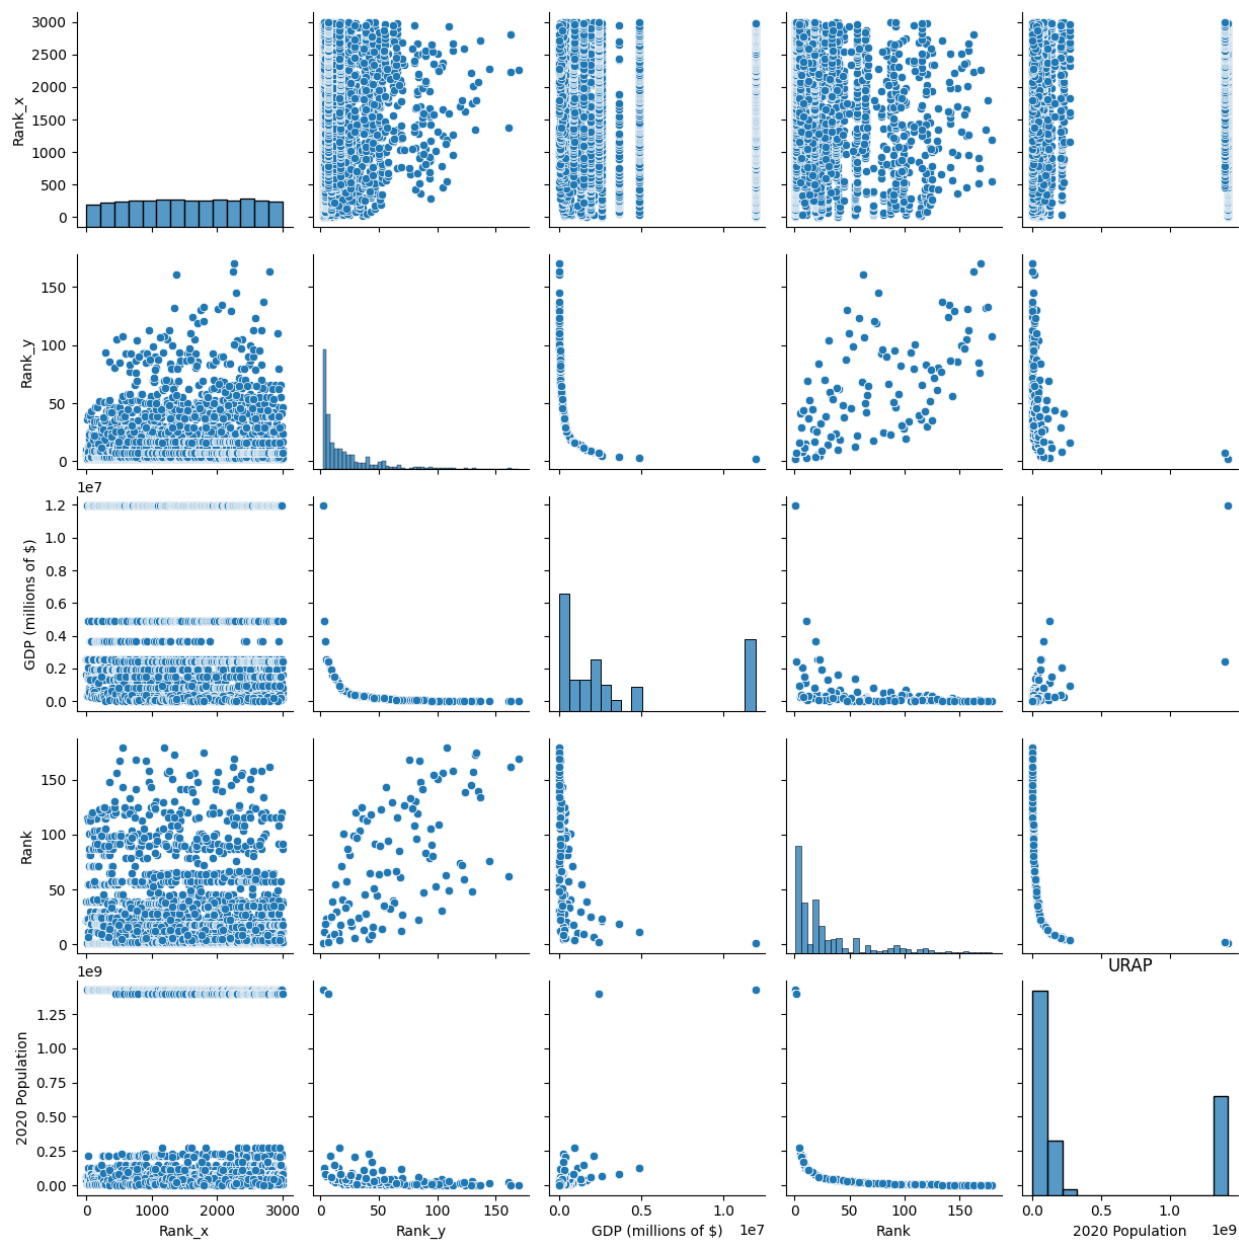 3000
2500
2000
1500
1000
500
0
Rank_x
150
100
50
0
Rank_y
1e7
1.2
1.0
0.8
0.6
0.4
0.2
0.0
GDP (millions of $)
150
100
50
0
Rank
URAP
1e9
1.25
1.00
0.75
0.50
0.25
0.00
2020 Population
0 1000 2000 3000
Rank_x
0 50 100 150
Rank_y
0.0 0.5 1.0
GDP (millions of $) 1e7
0 50 100 150
Rank
0.0 0.5 1.0
2020 Population 1e9